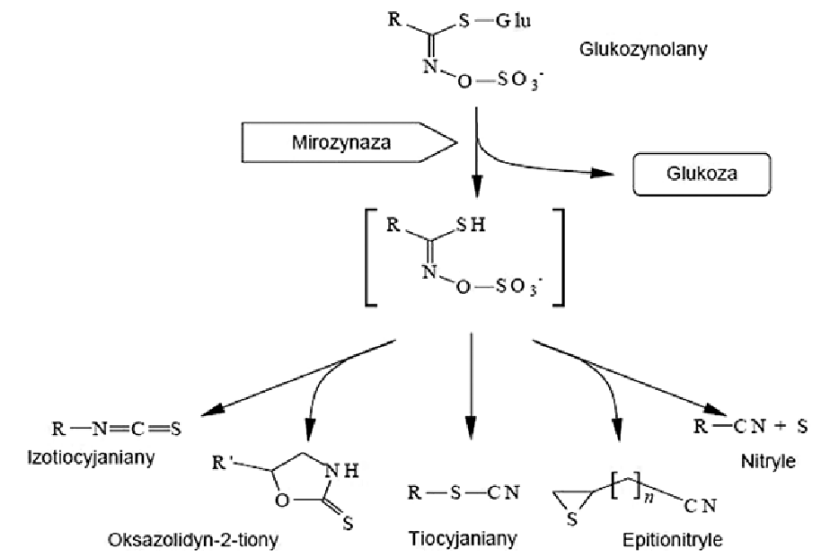 R S—Glu
N O—SO3-
Glukozynolany
Mirozynaza
Glukoza
R SH
N O—SO3-
R—N=C=S
Izotiocyjaniany
R' NH
O S
Oksazolidyn-2-tiony
R—S—CN
Tiocyjaniany
S [ ]n CN
Epitionitryle
R—CN + S
Nitryle